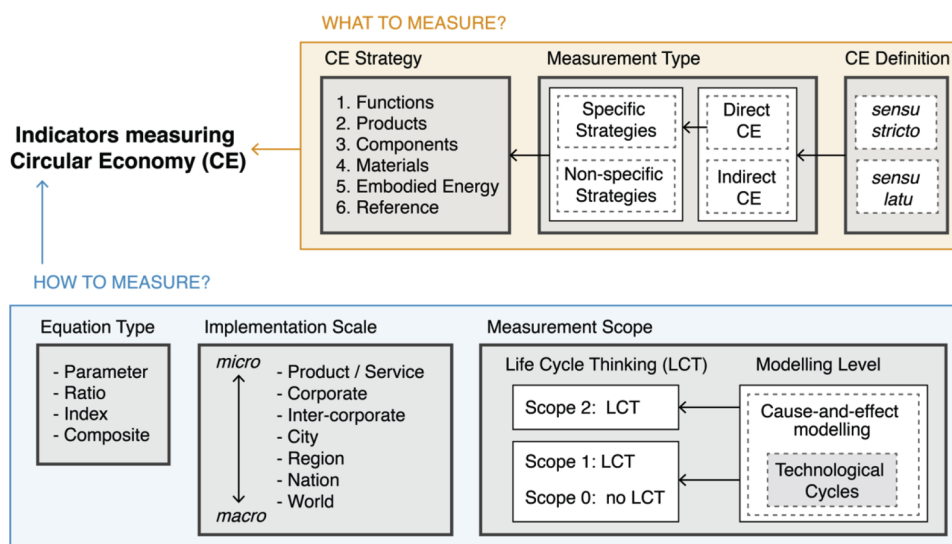 WHAT TO MEASURE?
CE Strategy
1. Functions
2. Products
3. Components
4. Materials
5. Embodied Energy
6. Reference
Measurement Type
Specific
Strategies
Non-specific
Strategies
Direct
CE
Indirect
CE
CE Definition
sensu
stricto
sensu
latu
Indicators measuring
Circular Economy (CE)
HOW TO MEASURE?
Equation Type
- Parameter
- Ratio
- Index
- Composite
Implementation Scale
micro
macro
- Product / Service
- Corporate
- Inter-corporate
- City
- Region
- Nation
- World
Measurement Scope
Life Cycle Thinking (LCT)
Scope 2: LCT
Scope 1: LCT
Scope 0: no LCT
Modelling Level
Cause-and-effect
modelling
Technological
Cycles